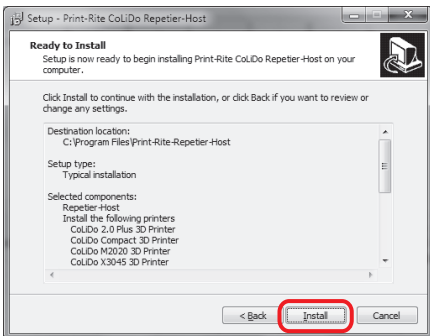 Setup - Print-Rite CoLiDo Repetier-Host
Ready to Install
Setup is now ready to begin installing Print-Rite CoLiDo Repetier-Host on your
computer.
Click Install to continue with the installation, or click Back if you want to review or
change any settings.
Destination location:
C:\Program Files\Print-Rite-Repetier-Host
Setup type:
Typical installation
Selected components:
Repetier-Host
Install the following printers
CoLiDo 2.0 Plus 3D Printer
CoLiDo Compact 3D Printer
CoLiDo M2020 3D Printer
CoLiDo X3045 3D Printer
< Back Install Cancel